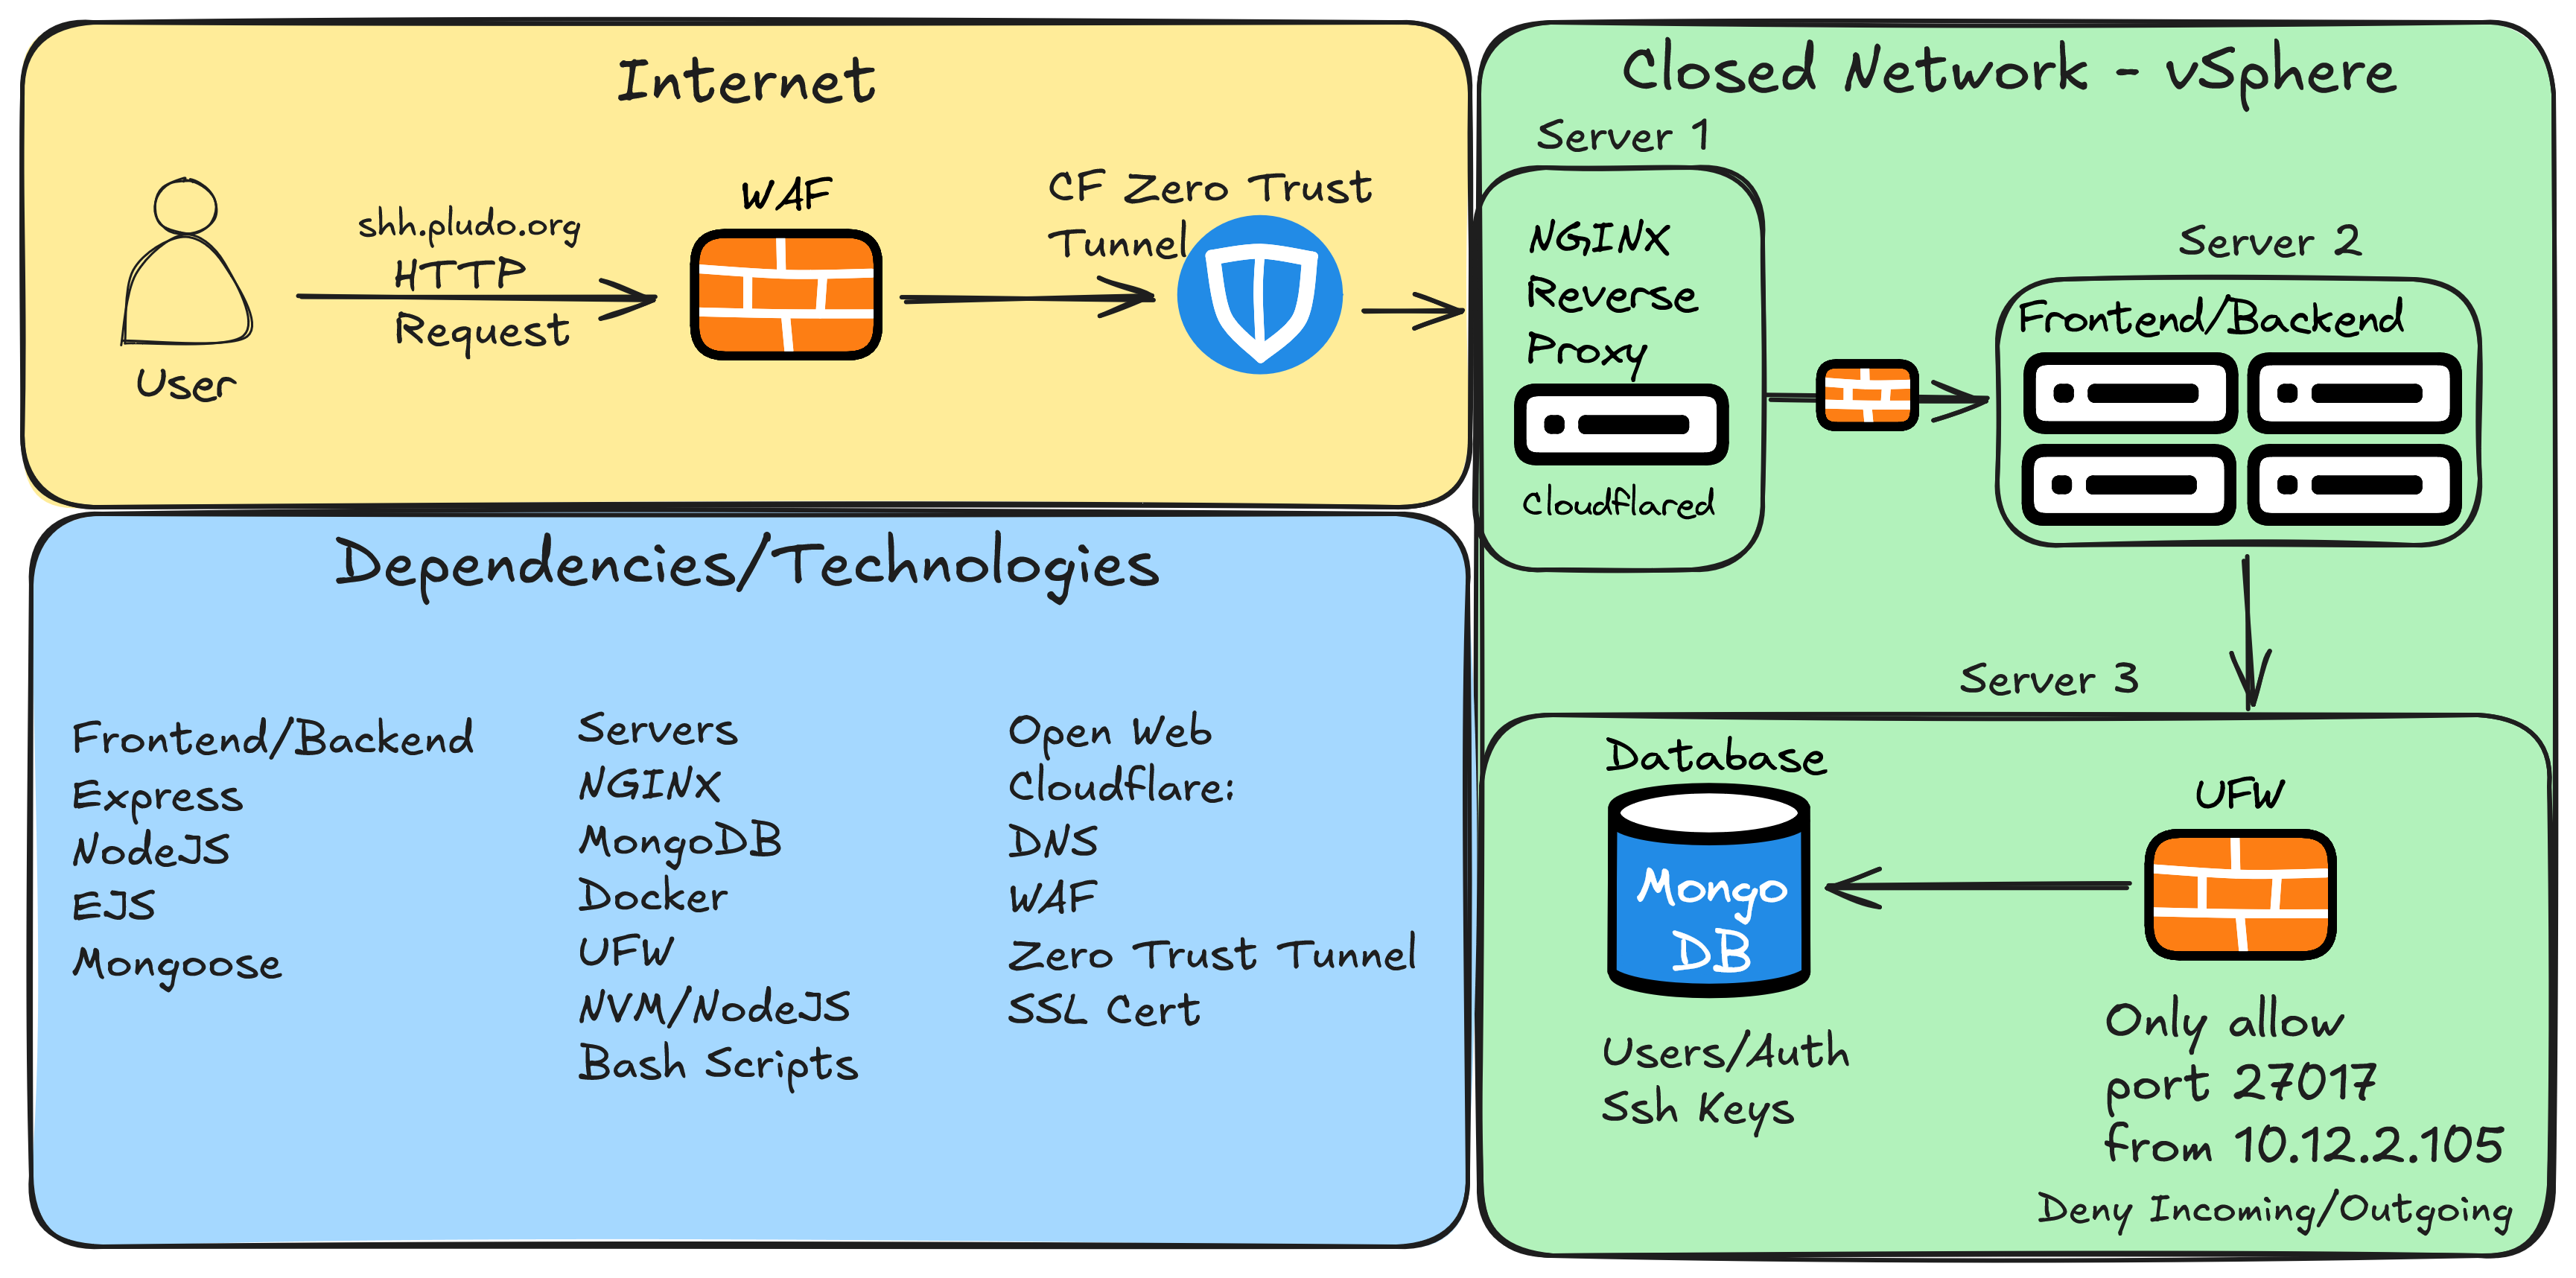 Internet
User
shh.pludo.org
HTTP
Request
WAF
CF Zero Trust
Tunnel
Closed Network - vSphere
Server 1
NGINX
Reverse
Proxy
Cloudflared
Server 2
Frontend/Backend
Server 3
Database
Mongo
DB
Users/Auth
Ssh Keys
UFW
Only allow
port 27017
from 10.12.2.105
Deny Incoming/Outgoing
Dependencies/Technologies
Frontend/Backend
Express
NodeJS
EJS
Mongoose
Servers
NGINX
MongoDB
Docker
UFW
NVM/NodeJS
Bash Scripts
Open Web
Cloudflare:
DNS
WAF
Zero Trust Tunnel
SSL Cert